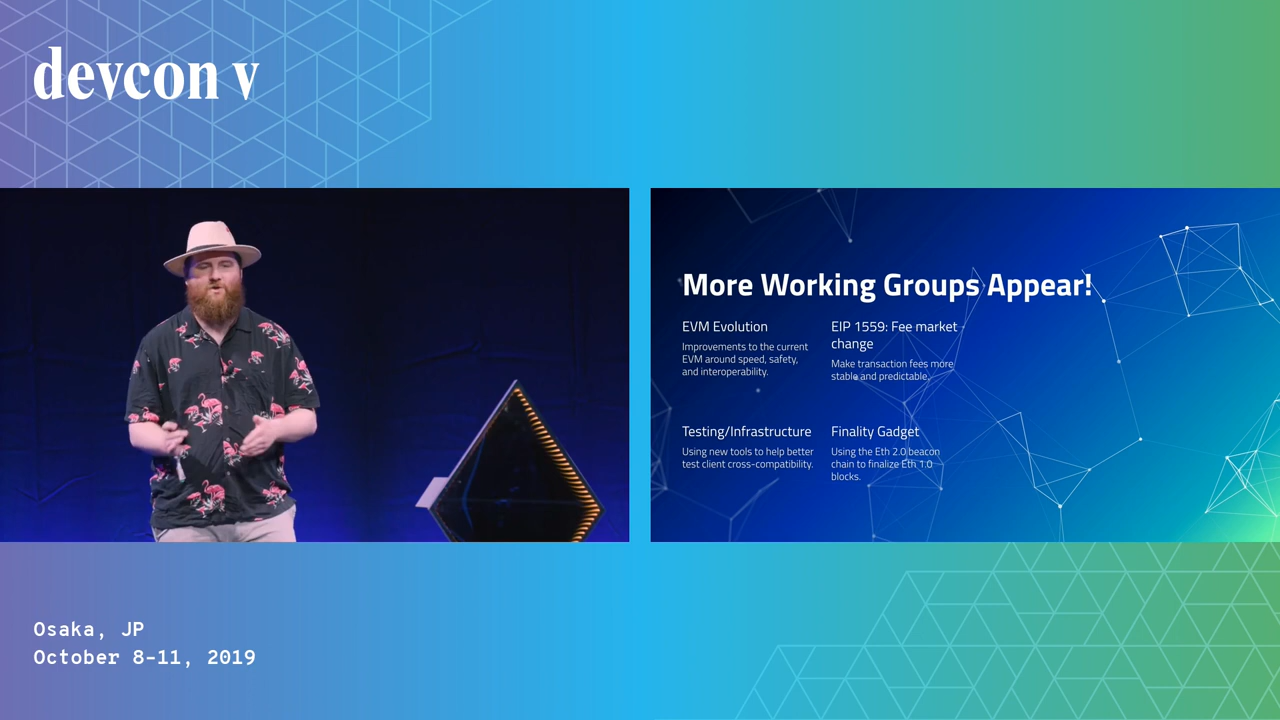 devcon v
More Working Groups Appear!
EVM Evolution
Improvements to the current
EVM around speed, safety,
and interoperability.
EIP 1559: Fee market
change
Make transaction fees more
stable and predictable.
Testing/Infrastructure
Using new tools to help better
test client cross-compatibility.
Finality Gadget
Using the Eth 2.0 beacon
chain to finalize Eth 1.0
blocks.
Osaka, JP
October 8-11, 2019